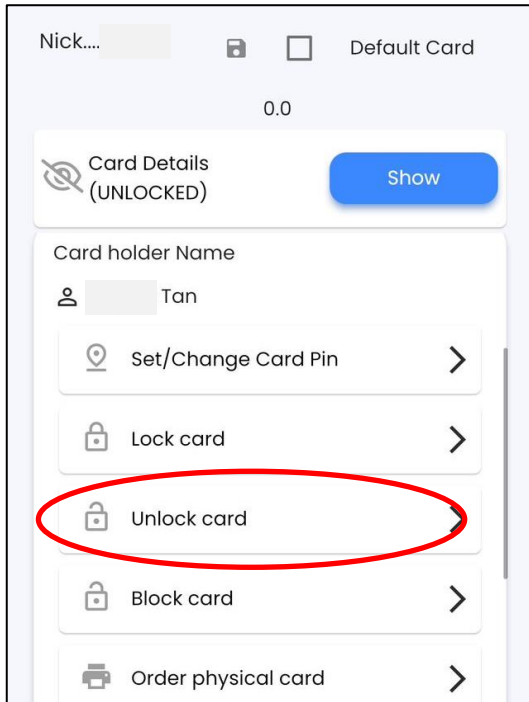 Nick.... Default Card
0.0
Card Details
(UNLOCKED) Show
Card holder Name
Tan
Set/Change Card Pin
Lock card
Unlock card
Block card
Order physical card